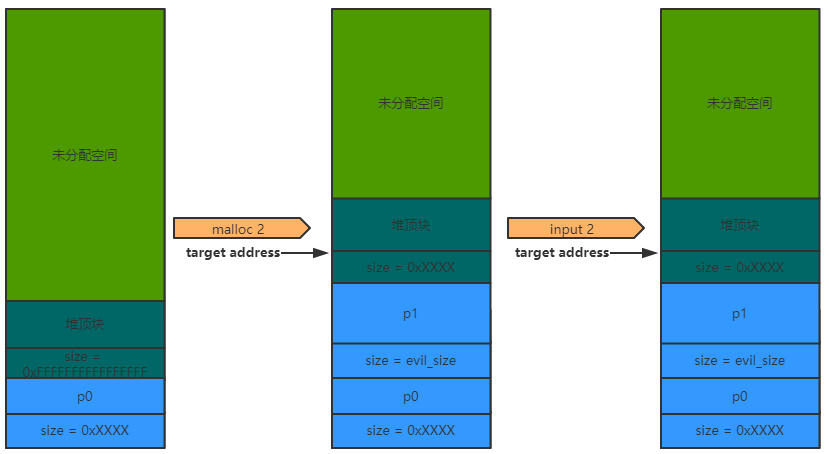 未分配空间
堆顶块
size =
0xFFFFFFFFFFFFFFFF
p0
size = 0xXXXX
malloc 2
target address
未分配空间
堆顶块
size = 0xXXXX
p1
size = evil_size
p0
size = 0xXXXX
input 2
target address
未分配空间
堆顶块
size = 0xXXXX
p1
size = evil_size
p0
size = 0xXXXX